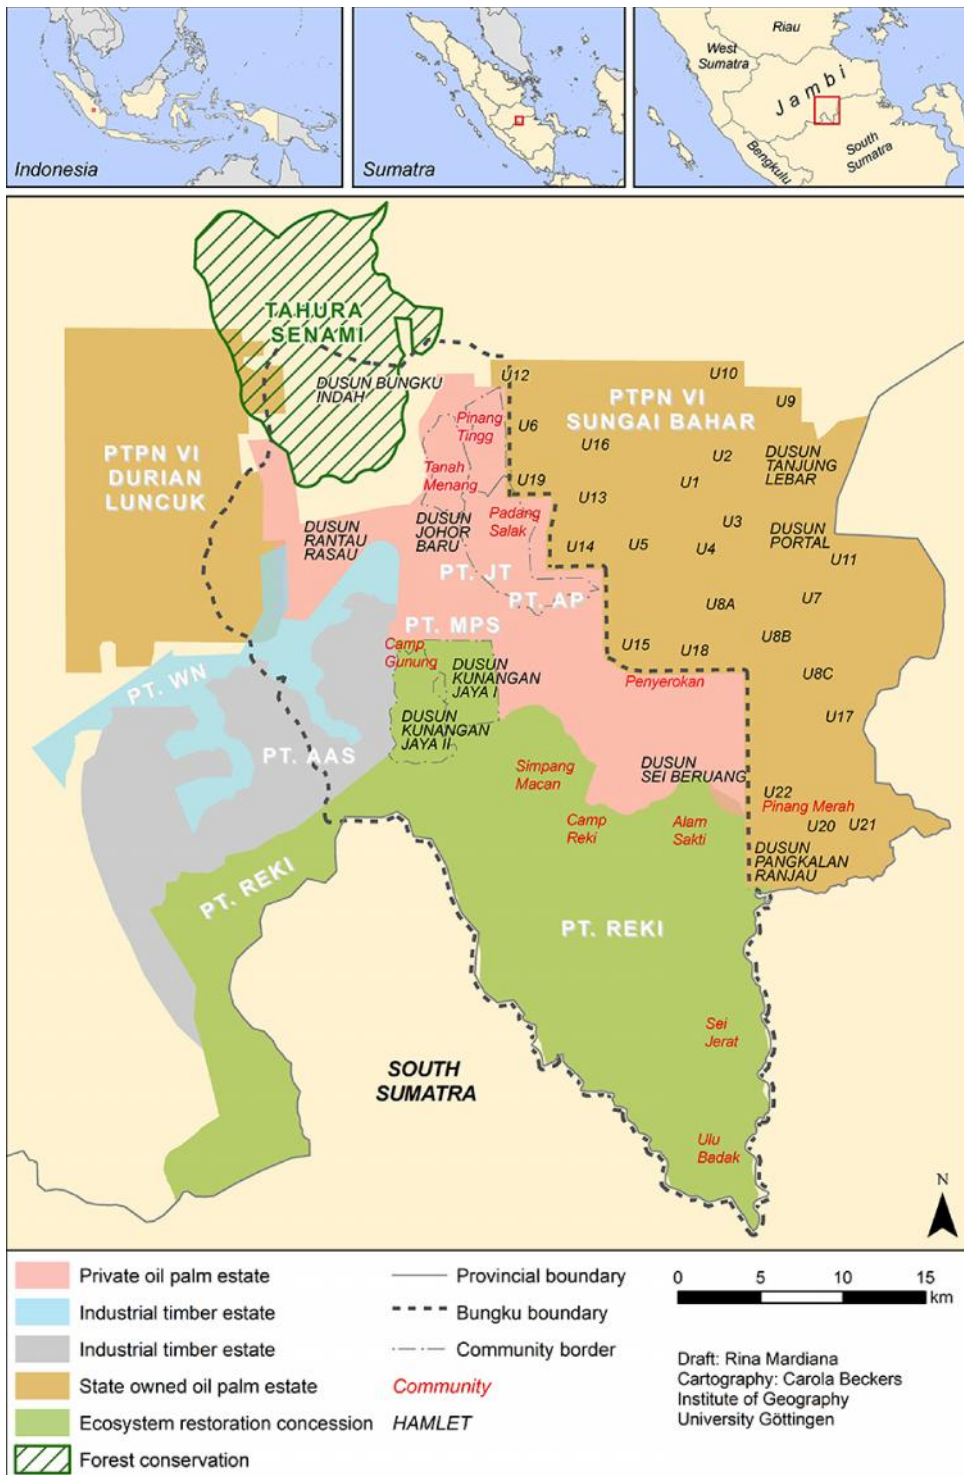 Indonesia
Sumatra
Riau
West
Sumatra
Jambi
Bengkulu
South
Sumatra
TAHURA
SENAMI
DUSUN BUNGKU
INDAH
PTPN VI
DURIAN
LUNCUK
PTPN VI
SUNGAI BAHAR
U12
U10
U9
U6
U16
U2
DUSUN
TANJUNG
LEBAR
U19
U13
U1
U3
DUSUN
PORTAL
U14
U5
U4
U11
U8A
U7
U15
U18
U8B
U8C
U17
Pinang
Tingg
Tanah
Menang
Padang
Salak
DUSUN
RANTAU
RASAU
DUSUN
JOHOR
BARU
PT. JT
PT. AP
PT. MPS
Camp
Gunung
DUSUN
KUNANGAN
JAYA I
DUSUN
KUNANGAN
JAYA II
Penyerokan
PT. WN
PT. AAS
Simpang
Macan
DUSUN
SEI BERUANG
Camp
Reki
Alam
Sakti
U22
Pinang Merah
U20
U21
DUSUN
PANGKALAN
RANJAU
PT. REKI
PT. REKI
Sei
Jerat
SOUTH
SUMATRA
Ulu
Badak
N
Private oil palm estate
Industrial timber estate
Industrial timber estate
State owned oil palm estate
Ecosystem restoration concession
Forest conservation
Provincial boundary
Bungku boundary
Community border
Community
HAMLET
0 5 10 15
km
Draft: Rina Mardiana
Cartography: Carola Beckers
Institute of Geography
University Göttingen